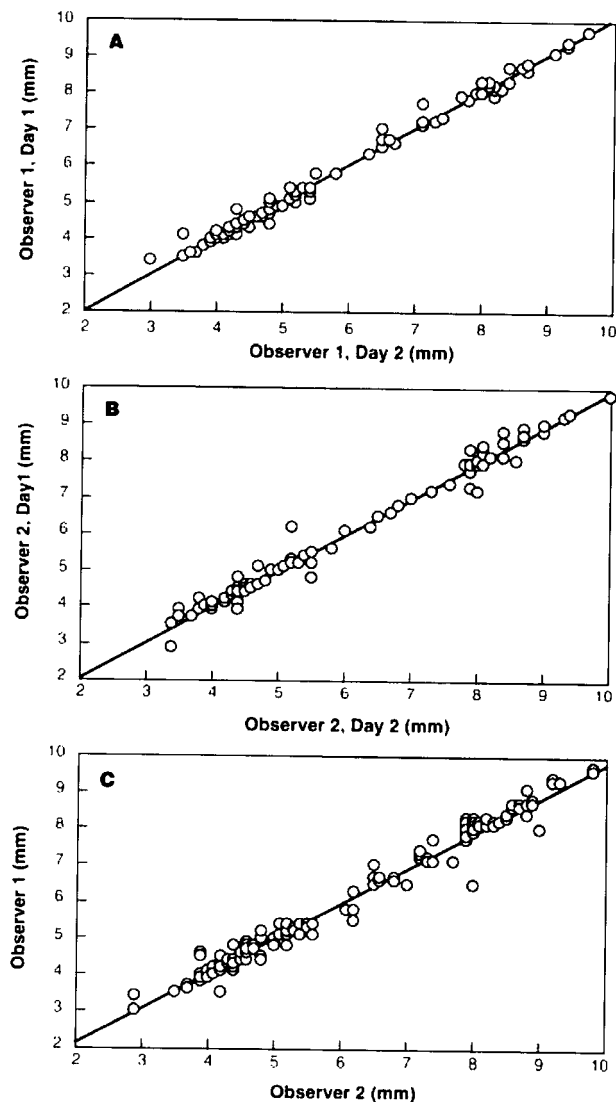 A
10
9
8
7
6
5
4
3
2
Observer 1, Day 1 (mm)
2 3 4 5 6 7 8 9 10
Observer 1, Day 2 (mm)
B
10
9
8
7
6
5
4
3
2
Observer 2, Day1 (mm)
2 3 4 5 6 7 8 9 10
Observer 2, Day 2 (mm)
C
10
9
8
7
6
5
4
3
2
Observer 1 (mm)
2 3 4 5 6 7 8 9 10
Observer 2 (mm)